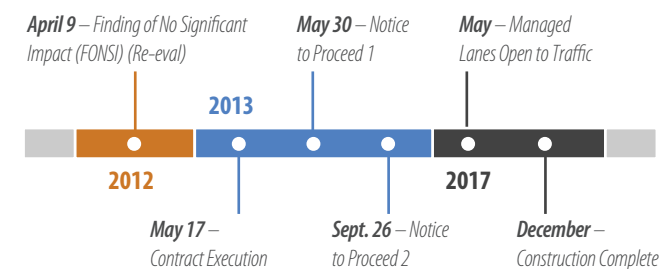 April 9 – Finding of No Significant
Impact (FONSI) (Re-eval)
May 30 – Notice
to Proceed 1
May – Managed
Lanes Open to Traffic
2013
2012
2017
May 17 –
Contract Execution
Sept. 26 – Notice
to Proceed 2
December –
Construction Complete